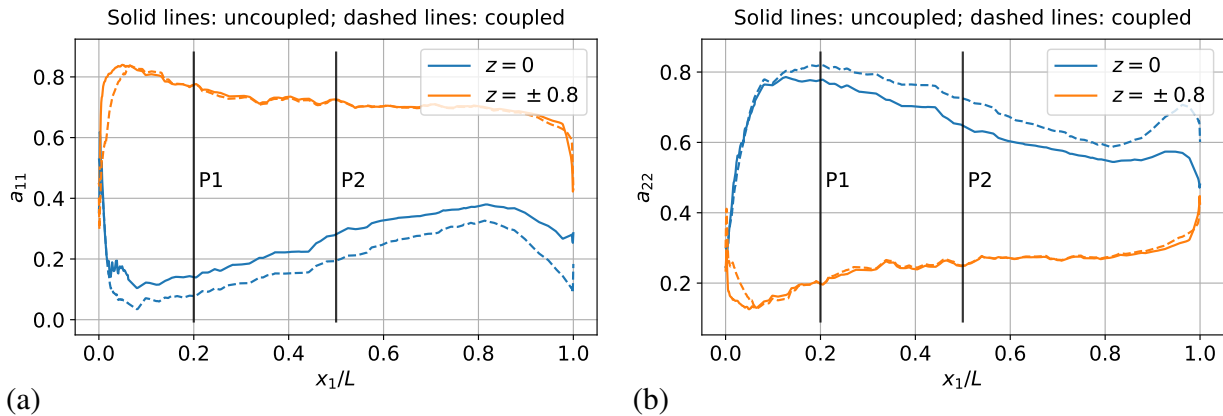 Solid lines: uncoupled; dashed lines: coupled
0.8
0.6
0.4
0.2
0.0
a₁₁
z = 0
z = ±0.8
P1
P2
0.0 0.2 0.4 0.6 0.8 1.0
x₁/L
(a)
Solid lines: uncoupled; dashed lines: coupled
0.8
0.6
0.4
0.2
a₂₂
z = 0
z = ±0.8
P1
P2
0.0 0.2 0.4 0.6 0.8 1.0
x₁/L
(b)